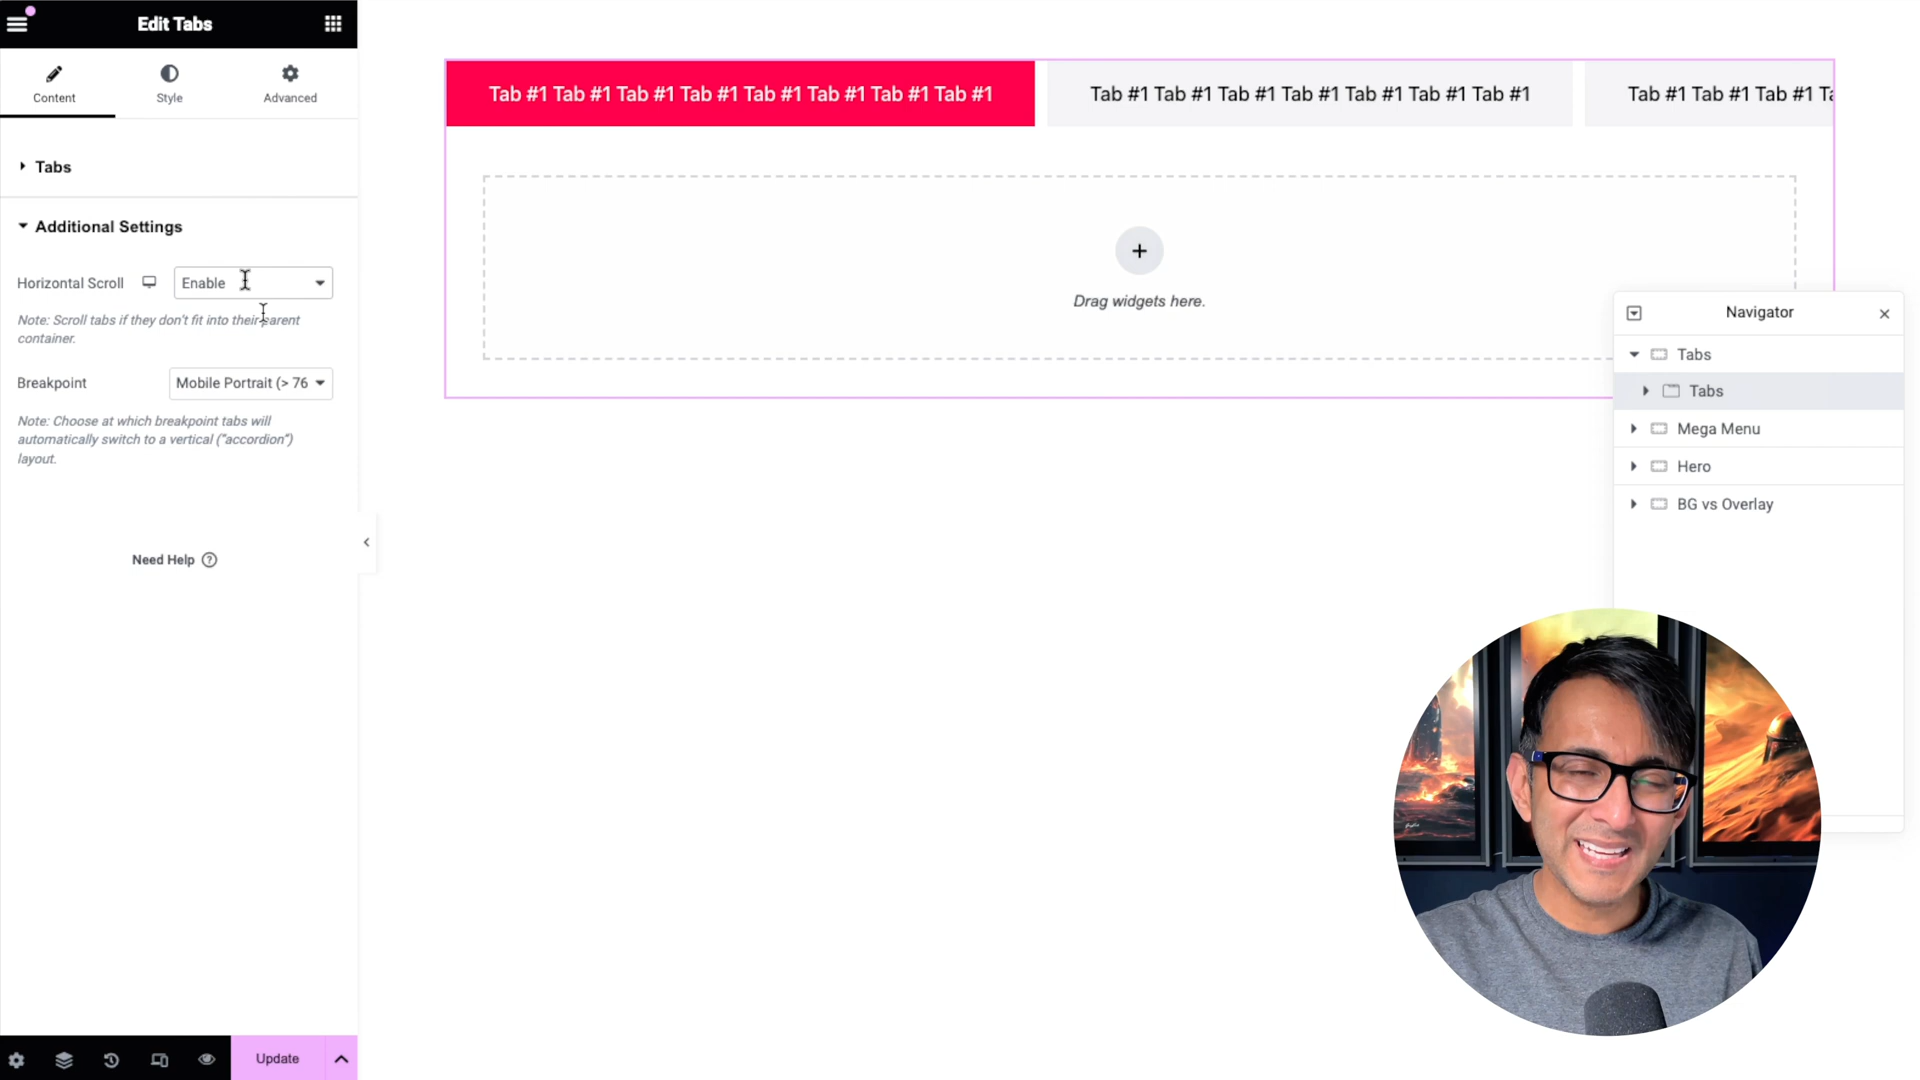 Edit Tabs
Content
Style
Advanced
Tabs
Additional Settings
Horizontal Scroll
Enable
Note: Scroll tabs if they don't fit into their parent
container.
Breakpoint
Mobile Portrait (> 76
Note: Choose at which breakpoint tabs will
automatically switch to a vertical ("accordion")
layout.
Need Help
Update
Tab #1 Tab #1 Tab #1 Tab #1 Tab #1 Tab #1 Tab #1 Tab #1
Tab #1 Tab #1 Tab #1 Tab #1 Tab #1 Tab #1 Tab #1
Tab #1 Tab #1 Tab #1 Ta
Drag widgets here.
Navigator
Tabs
Tabs
Mega Menu
Hero
BG vs Overlay